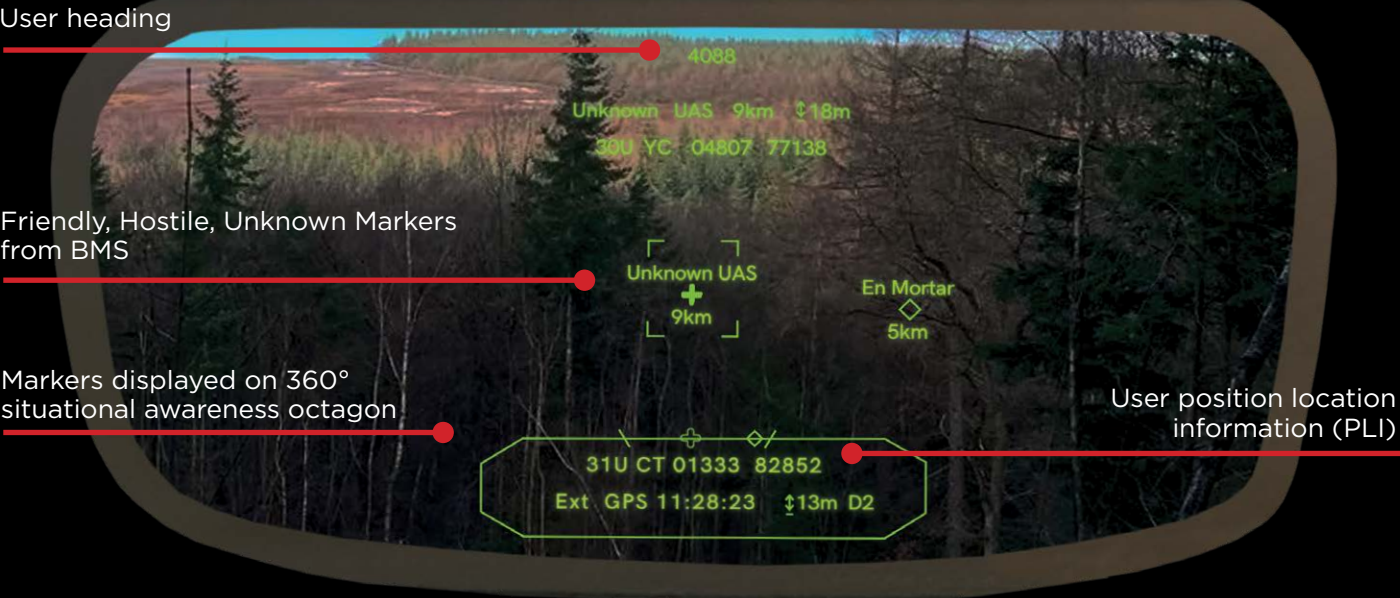 User heading
4088
Unknown UAS 9km ↕18m
30U YC 04807 77138
Friendly, Hostile, Unknown Markers
from BMS
Unknown UAS
9km
En Mortar
5km
Markers displayed on 360°
situational awareness octagon
User position location
information (PLI)
31U CT 01333 82852
Ext GPS 11:28:23 ↕13m D2